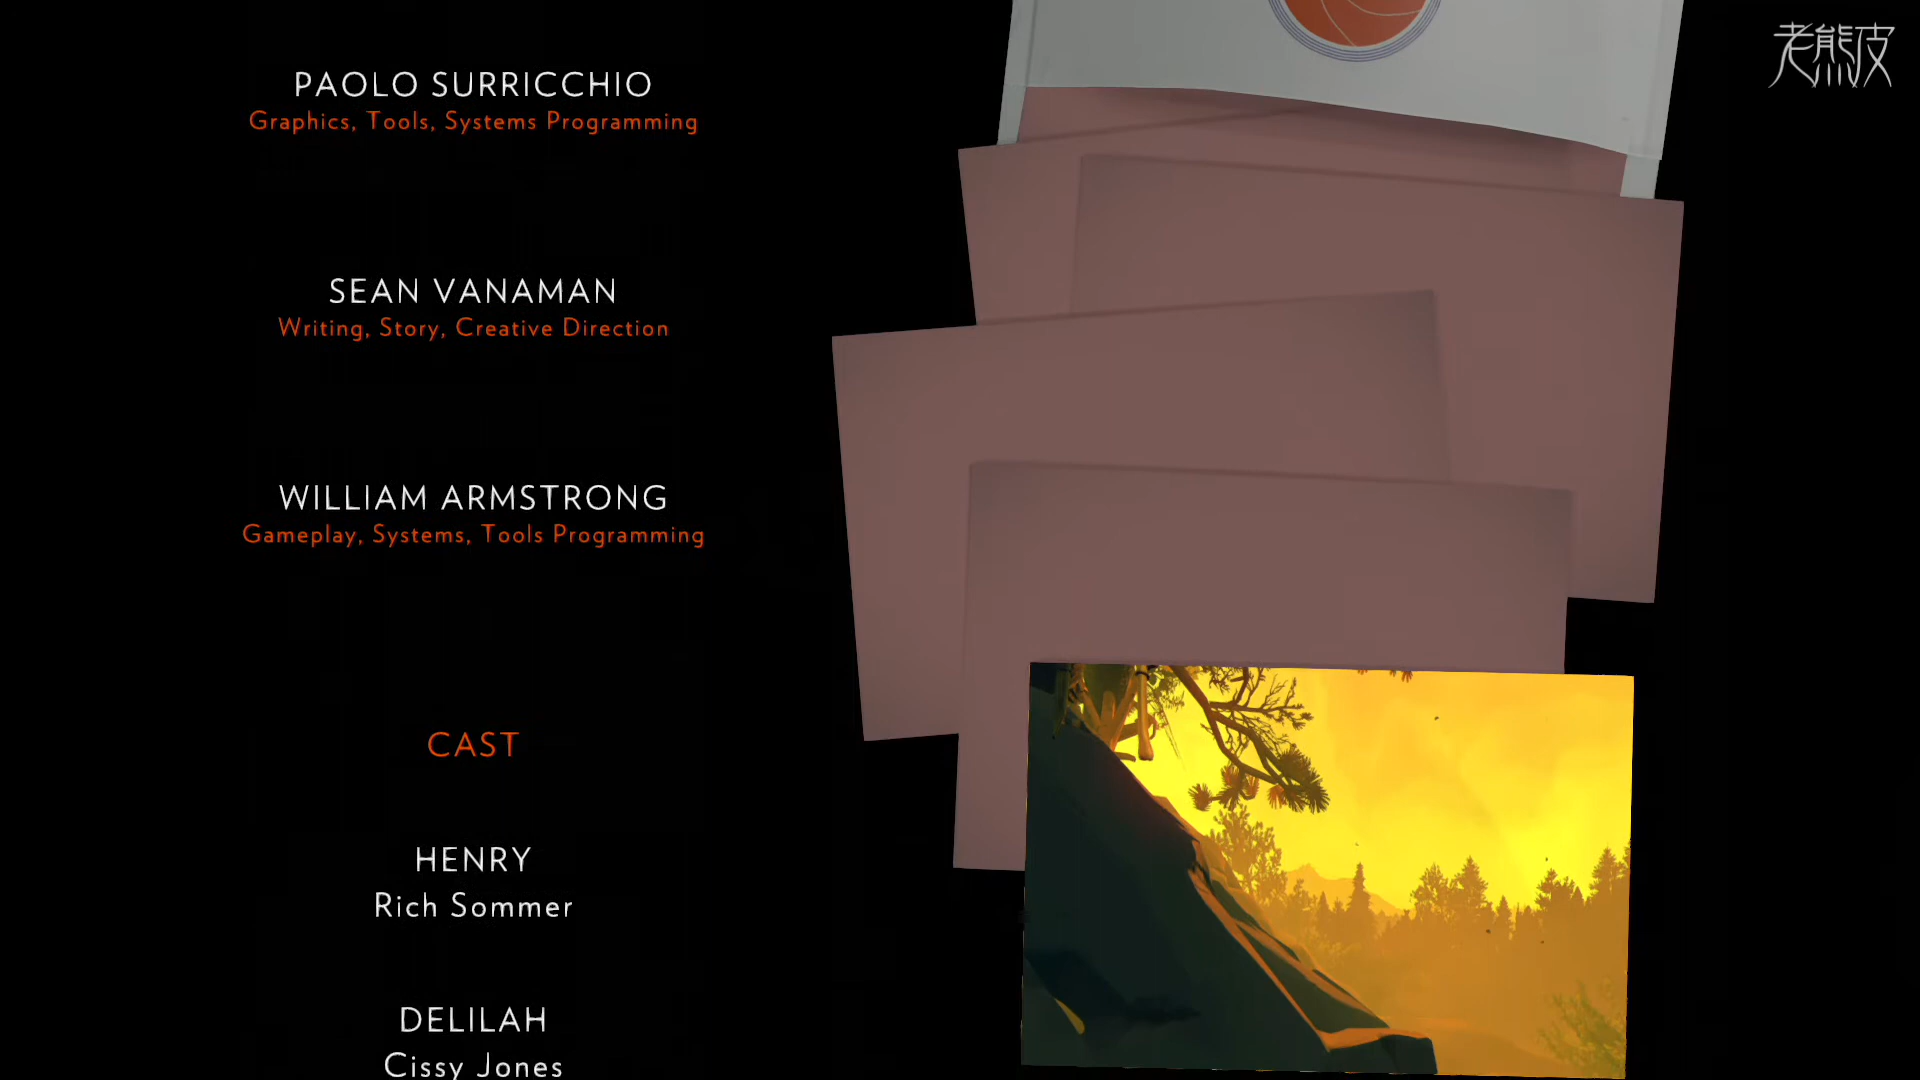 PAOLO SURRICCHIO
Graphics, Tools, Systems Programming
SEAN VANAMAN
Writing, Story, Creative Direction
WILLIAM ARMSTRONG
Gameplay, Systems, Tools Programming
CAST
HENRY
Rich Sommer
DELILAH
Cissy Jones
老熊皮